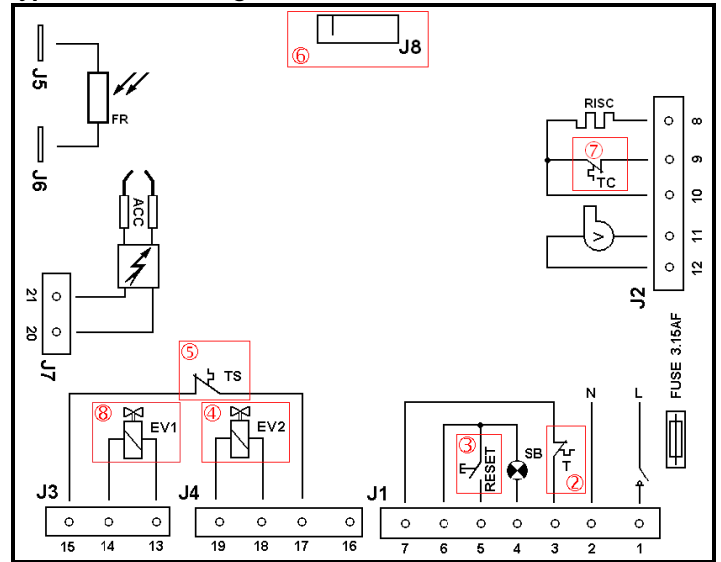 J8
⑥
J5
FR
J6
ACC
21
20
J7
RISC
⑦
TC
V
8
9
10
11
12
J2
FUSE 3.15AF
⑤
TS
⑧
EV1
④
EV2
③
RESET
SB
②
T
N
L
J3
15 14 13
J4
19 18 17 16
J1
7 6 5 4 3 2 1